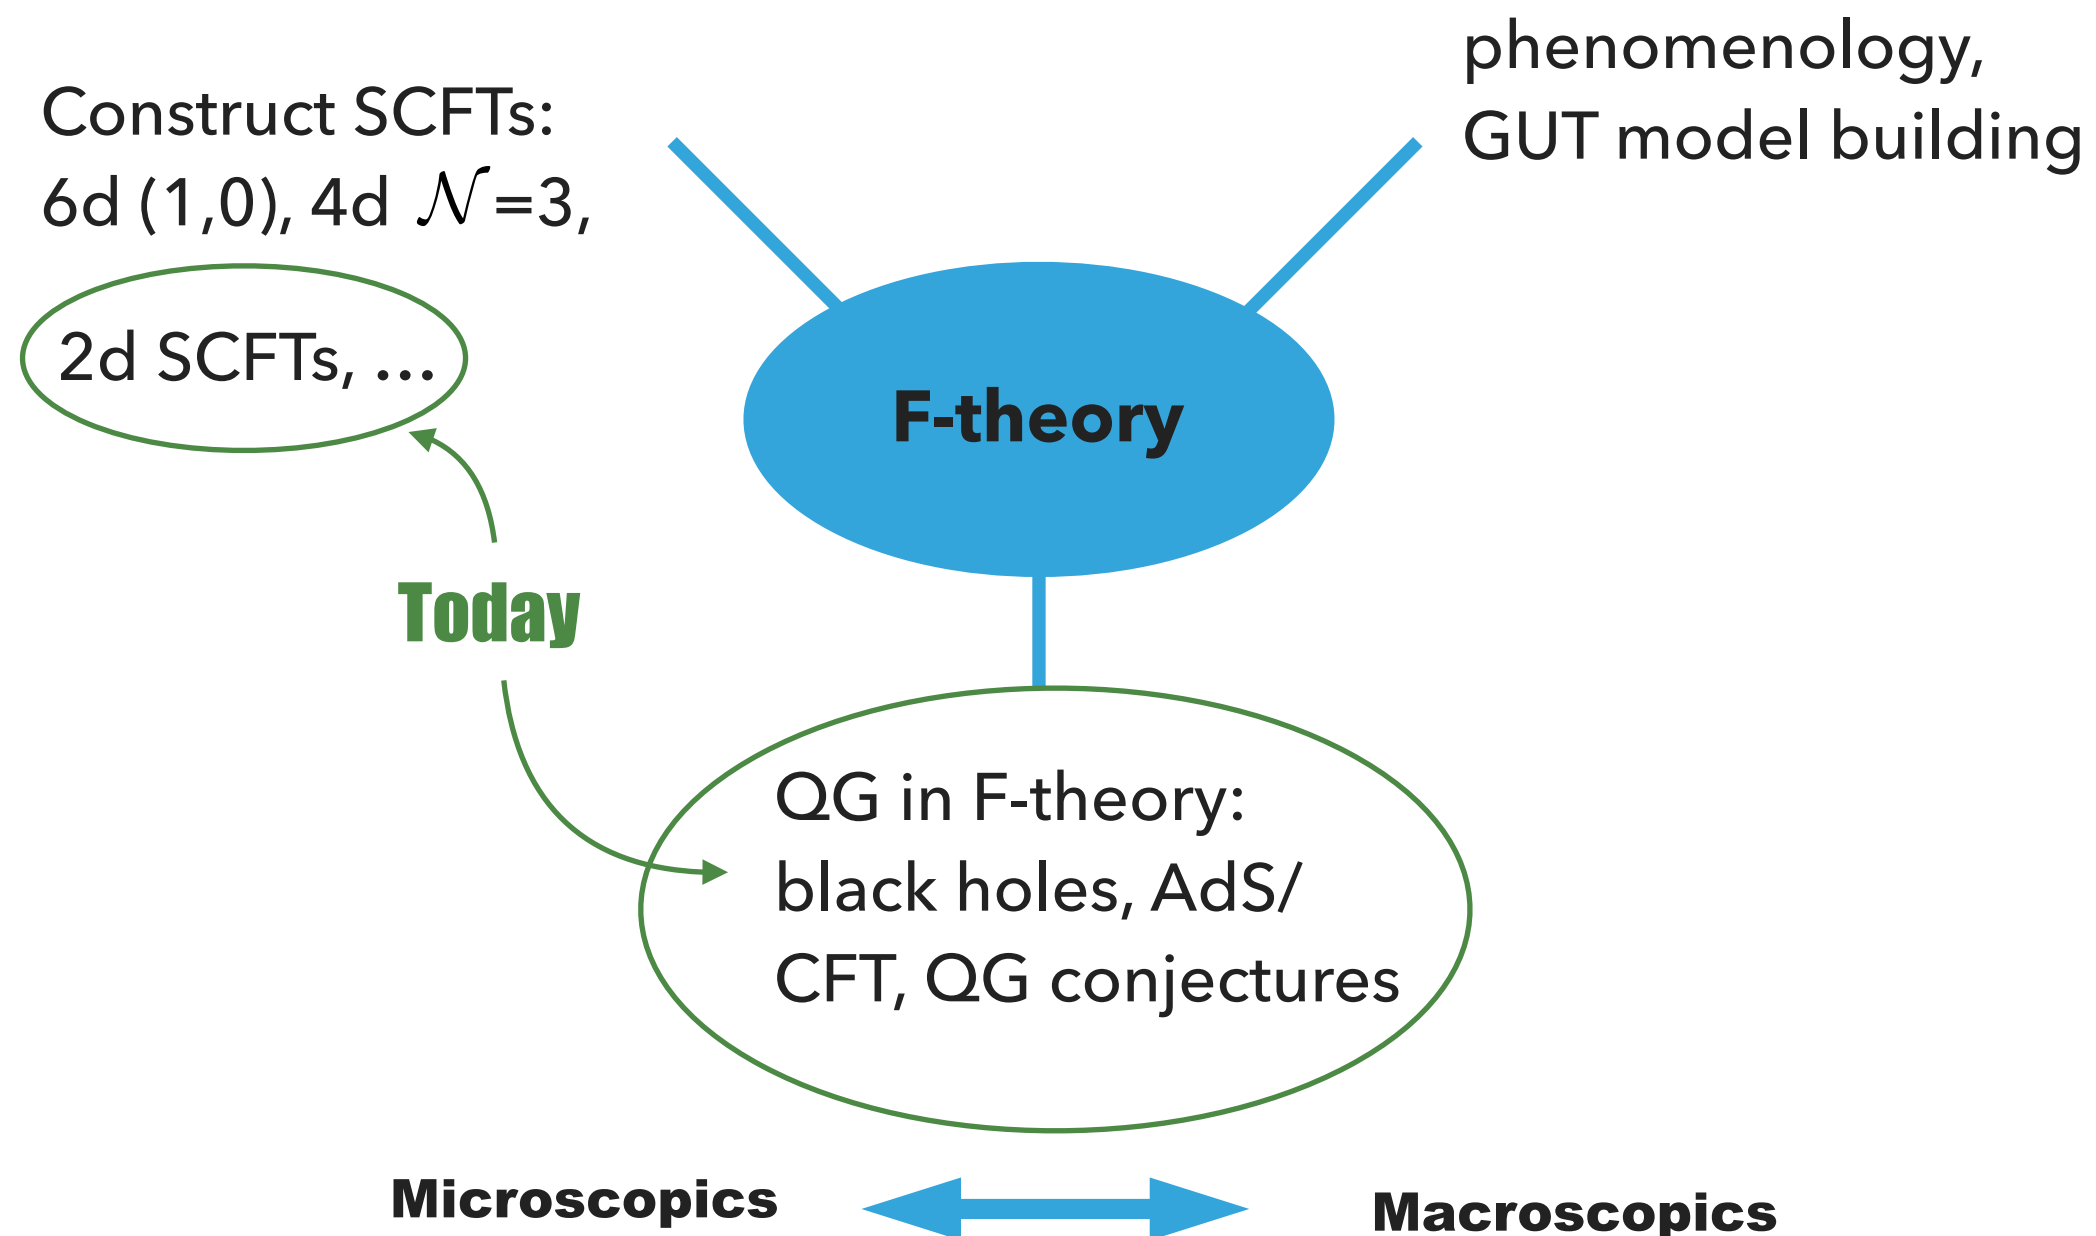 Construct SCFTs:
6d (1,0), 4d 𝒩=3,
2d SCFTs, ...
phenomenology,
GUT model building
F-theory
Today
QG in F-theory:
black holes, AdS/
CFT, QG conjectures
Microscopics
Macroscopics